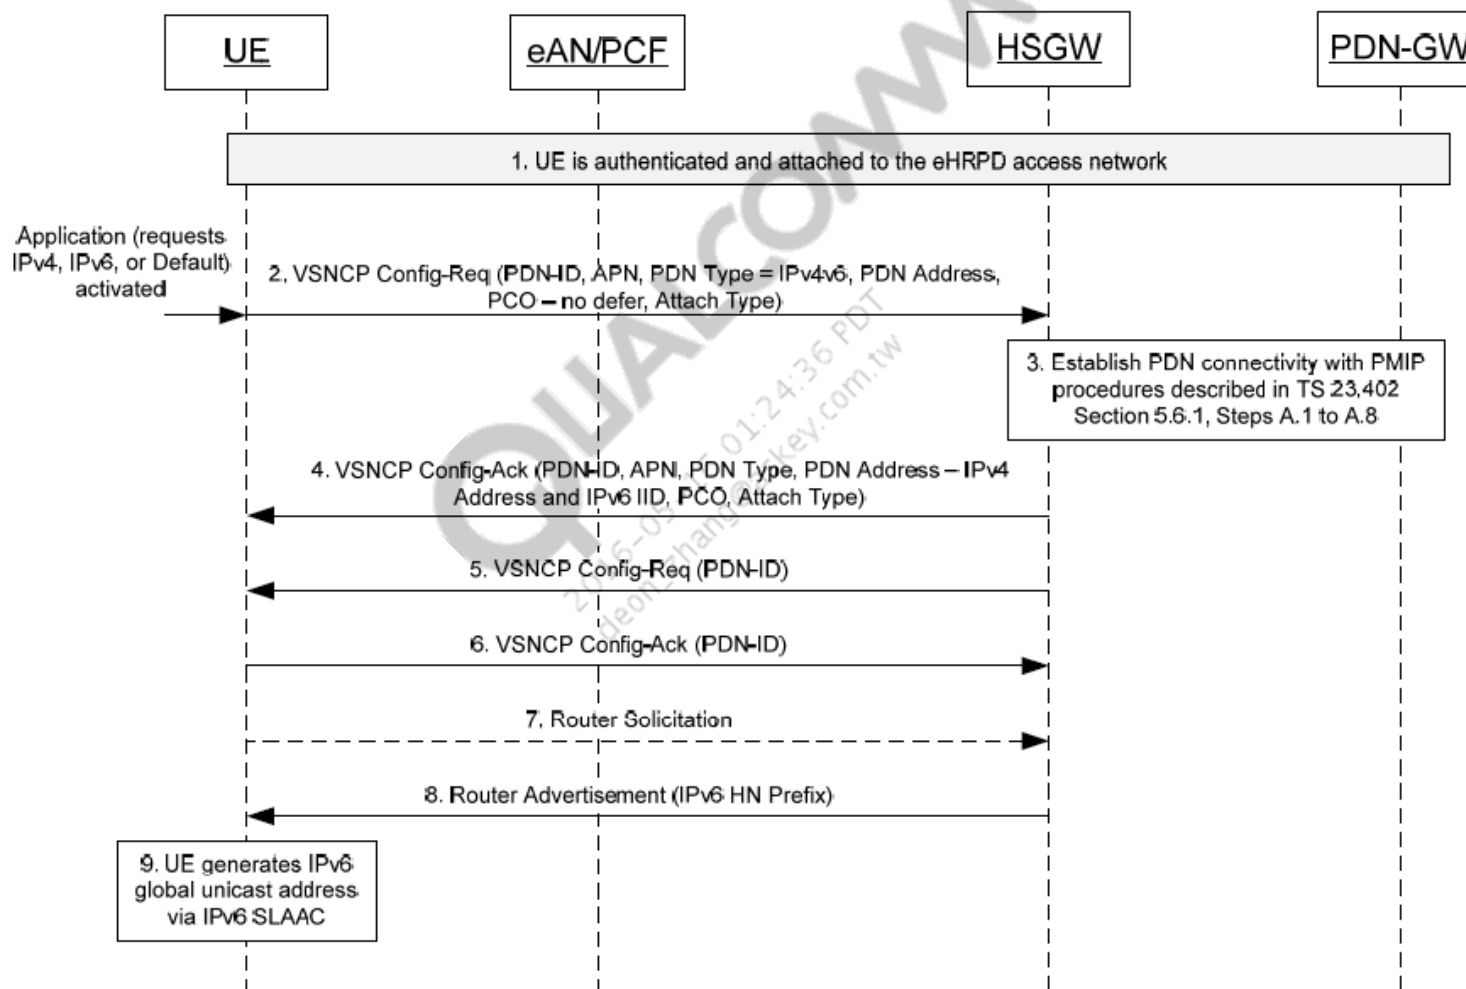 UE
eAN/PCF
HSGW
PDN-GW
1. UE is authenticated and attached to the eHRPD access network
Application (requests
IPv4, IPv6, or Default)
activated
2. VSNCP Config-Req (PDN-ID, APN, PDN Type = IPv4v6, PDN Address,
PCO – no defer, Attach Type)
3. Establish PDN connectivity with PMIP
procedures described in TS 23.402
Section 5.6.1, Steps A.1 to A.8
4. VSNCP Config-Ack (PDN-ID, APN, PDN Type, PDN Address – IPv4
Address and IPv6 IID, PCO, Attach Type)
5. VSNCP Config-Req (PDN-ID)
6. VSNCP Config-Ack (PDN-ID)
7. Router Solicitation
8. Router Advertisement (IPv6 HN Prefix)
9. UE generates IPv6
global unicast address
via IPv6 SLAAC
QUALCOMM
01:24:36 PDT